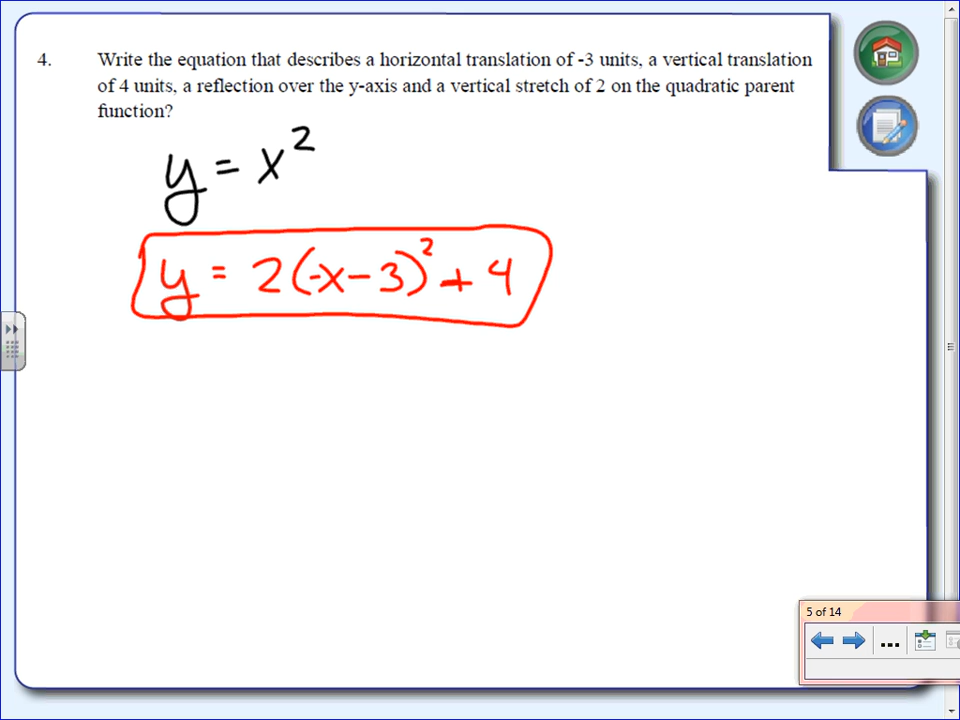 4. Write the equation that describes a horizontal translation of -3 units, a vertical translation
of 4 units, a reflection over the y-axis and a vertical stretch of 2 on the quadratic parent
function?
y = x²
y = 2(-x-3)² + 4
5 of 14
...